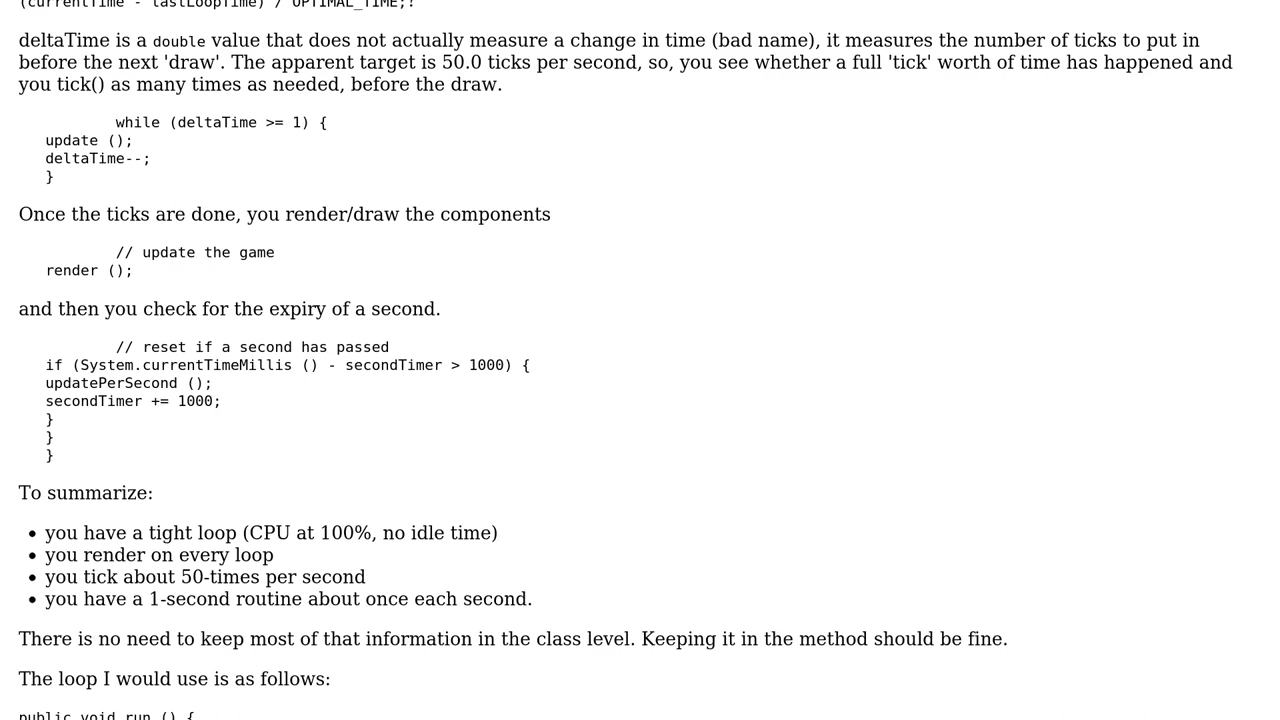 (currentTime - lastLoopTime) / OPTIMAL_TIME;?
deltaTime is a double value that does not actually measure a change in time (bad name), it measures the number of ticks to put in
before the next 'draw'. The apparent target is 50.0 ticks per second, so, you see whether a full 'tick' worth of time has happened and
you tick() as many times as needed, before the draw.
while (deltaTime >= 1) {
update ();
deltaTime--;
}
Once the ticks are done, you render/draw the components
// update the game
render ();
and then you check for the expiry of a second.
// reset if a second has passed
if (System.currentTimeMillis () - secondTimer > 1000) {
updatePerSecond ();
secondTimer += 1000;
}
}
}
To summarize:
• you have a tight loop (CPU at 100%, no idle time)
• you render on every loop
• you tick about 50-times per second
• you have a 1-second routine about once each second.
There is no need to keep most of that information in the class level. Keeping it in the method should be fine.
The loop I would use is as follows:
public void run () {